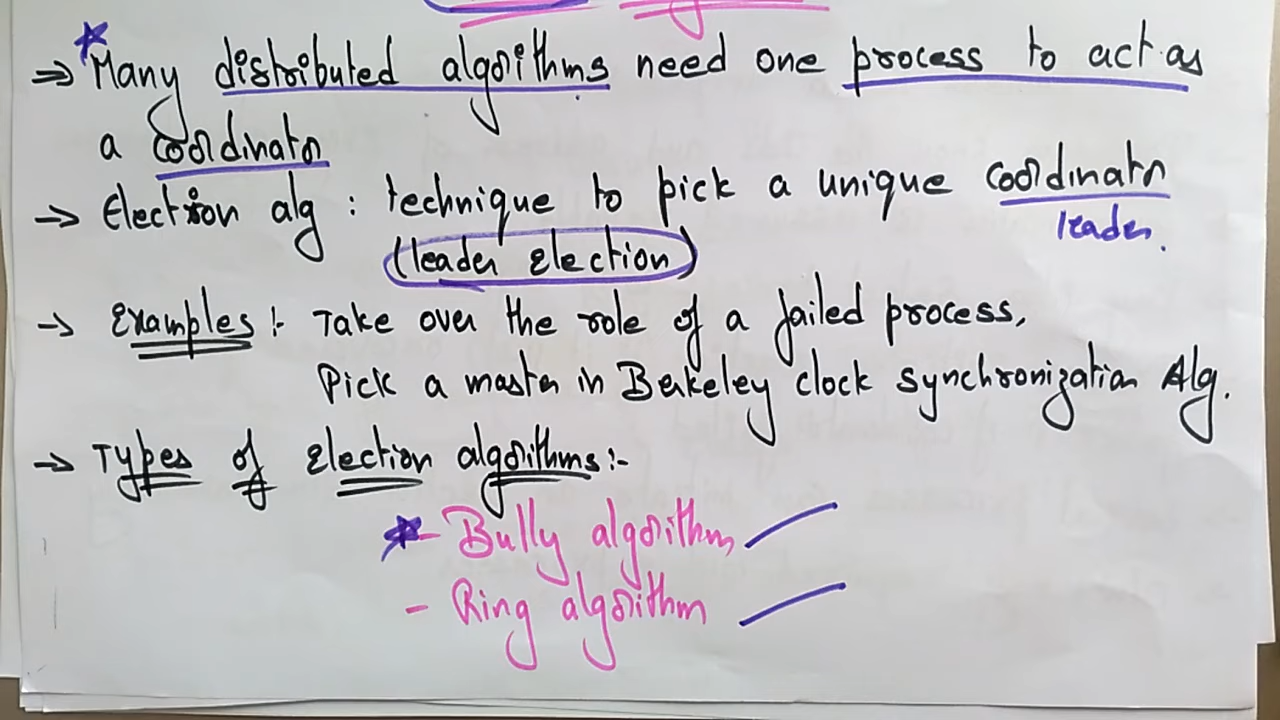 ⇒ Many distributed algorithms need one process to act as
a coordinator
→ Election alg : technique to pick a unique coordinator
leader.
(leader election)
→ Examples :- Take over the role of a failed process,
Pick a master in Berkeley clock synchronization Alg.
→ Types of election algorithms :-
- Bully algorithm
- Ring algorithm